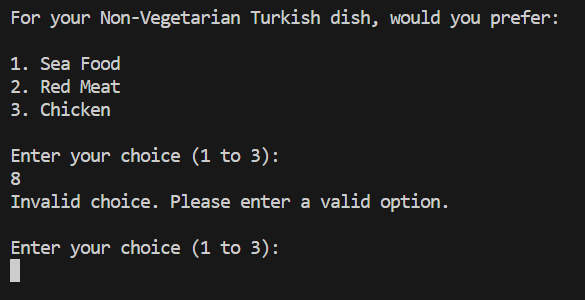 For your Non-Vegetarian Turkish dish, would you prefer:
1. Sea Food
2. Red Meat
3. Chicken
Enter your choice (1 to 3):
8
Invalid choice. Please enter a valid option.
Enter your choice (1 to 3):